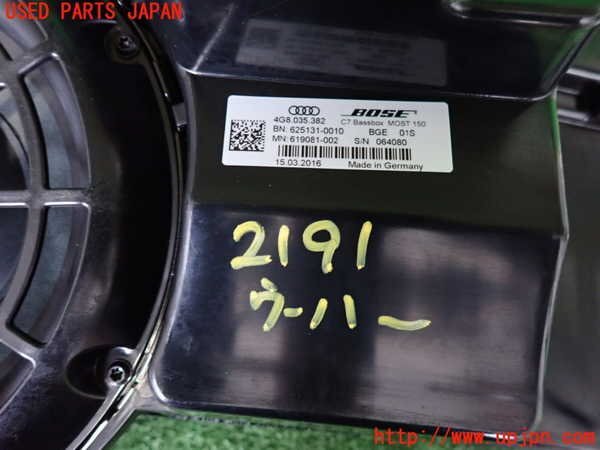 USED PARTS JAPAN
BOSE
4G8.035.382 C7 Bassbox MOST 150
BN: 625131-0010 BGE 01S
MN: 619081-002 S/N 064080
15.03.2016 Made in Germany
2191
ウーハー
http://www.upjpn.com/